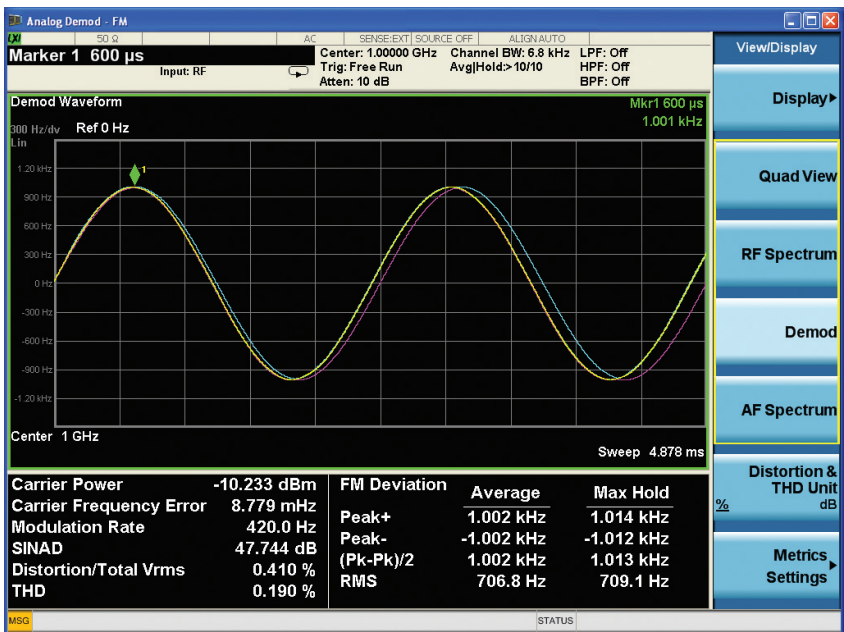 Analog Demod - FM
LXI
50 Ω
AC
SENSE:EXT
SOURCE OFF
ALIGN AUTO
Marker 1 600 µs
Input: RF
Center: 1.00000 GHz
Trig: Free Run
Atten: 10 dB
Channel BW: 6.8 kHz
Avg|Hold:>10/10
LPF: Off
HPF: Off
BPF: Off
Demod Waveform
Mkr1 600 µs
1.001 kHz
300 Hz/dv
Ref 0 Hz
Lin
1
1.20 kHz
900 Hz
600 Hz
300 Hz
0 Hz
-300 Hz
-600 Hz
-900 Hz
-1.20 kHz
Center 1 GHz
Sweep 4.878 ms
Carrier Power -10.233 dBm
Carrier Frequency Error 8.779 mHz
Modulation Rate 420.0 Hz
SINAD 47.744 dB
Distortion/Total Vrms 0.410 %
THD 0.190 %
FM Deviation Average Max Hold
Peak+ 1.002 kHz 1.014 kHz
Peak- -1.002 kHz -1.012 kHz
(Pk-Pk)/2 1.002 kHz 1.013 kHz
RMS 706.8 Hz 709.1 Hz
View/Display
Display
Quad View
RF Spectrum
Demod
AF Spectrum
Distortion &
THD Unit
% dB
Metrics
Settings
MSG
STATUS